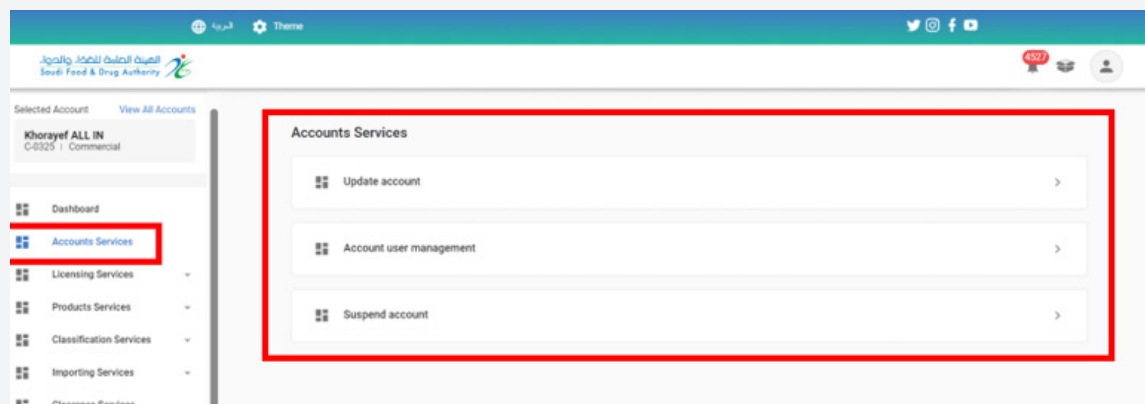 العربية
Theme
الهيئة العامة للغذاء والدواء
Saudi Food & Drug Authority
4527
Selected Account View All Accounts
Khorayef ALL IN
C-0325 | Commercial
Dashboard
Accounts Services
Licensing Services
Products Services
Classification Services
Importing Services
Clearance Services
Accounts Services
Update account
Account user management
Suspend account